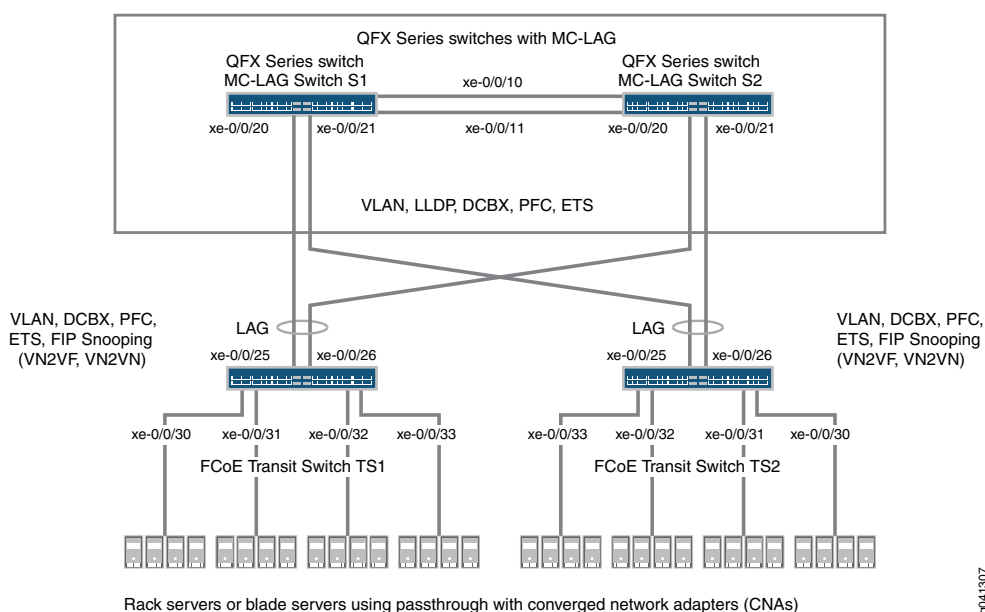 QFX Series switches with MC-LAG
QFX Series switch
MC-LAG Switch S1
xe-0/0/10
QFX Series switch
MC-LAG Switch S2
xe-0/0/20
xe-0/0/21
xe-0/0/11
xe-0/0/20
xe-0/0/21
VLAN, LLDP, DCBX, PFC, ETS
VLAN, DCBX, PFC,
ETS, FIP Snooping
(VN2VF, VN2VN)
LAG
LAG
VLAN, DCBX, PFC,
ETS, FIP Snooping
(VN2VF, VN2VN)
xe-0/0/25
xe-0/0/26
xe-0/0/25
xe-0/0/26
xe-0/0/30
xe-0/0/31
xe-0/0/32
xe-0/0/33
xe-0/0/33
xe-0/0/32
xe-0/0/31
xe-0/0/30
FCoE Transit Switch TS1
FCoE Transit Switch TS2
Rack servers or blade servers using passthrough with converged network adapters (CNAs)
g041307